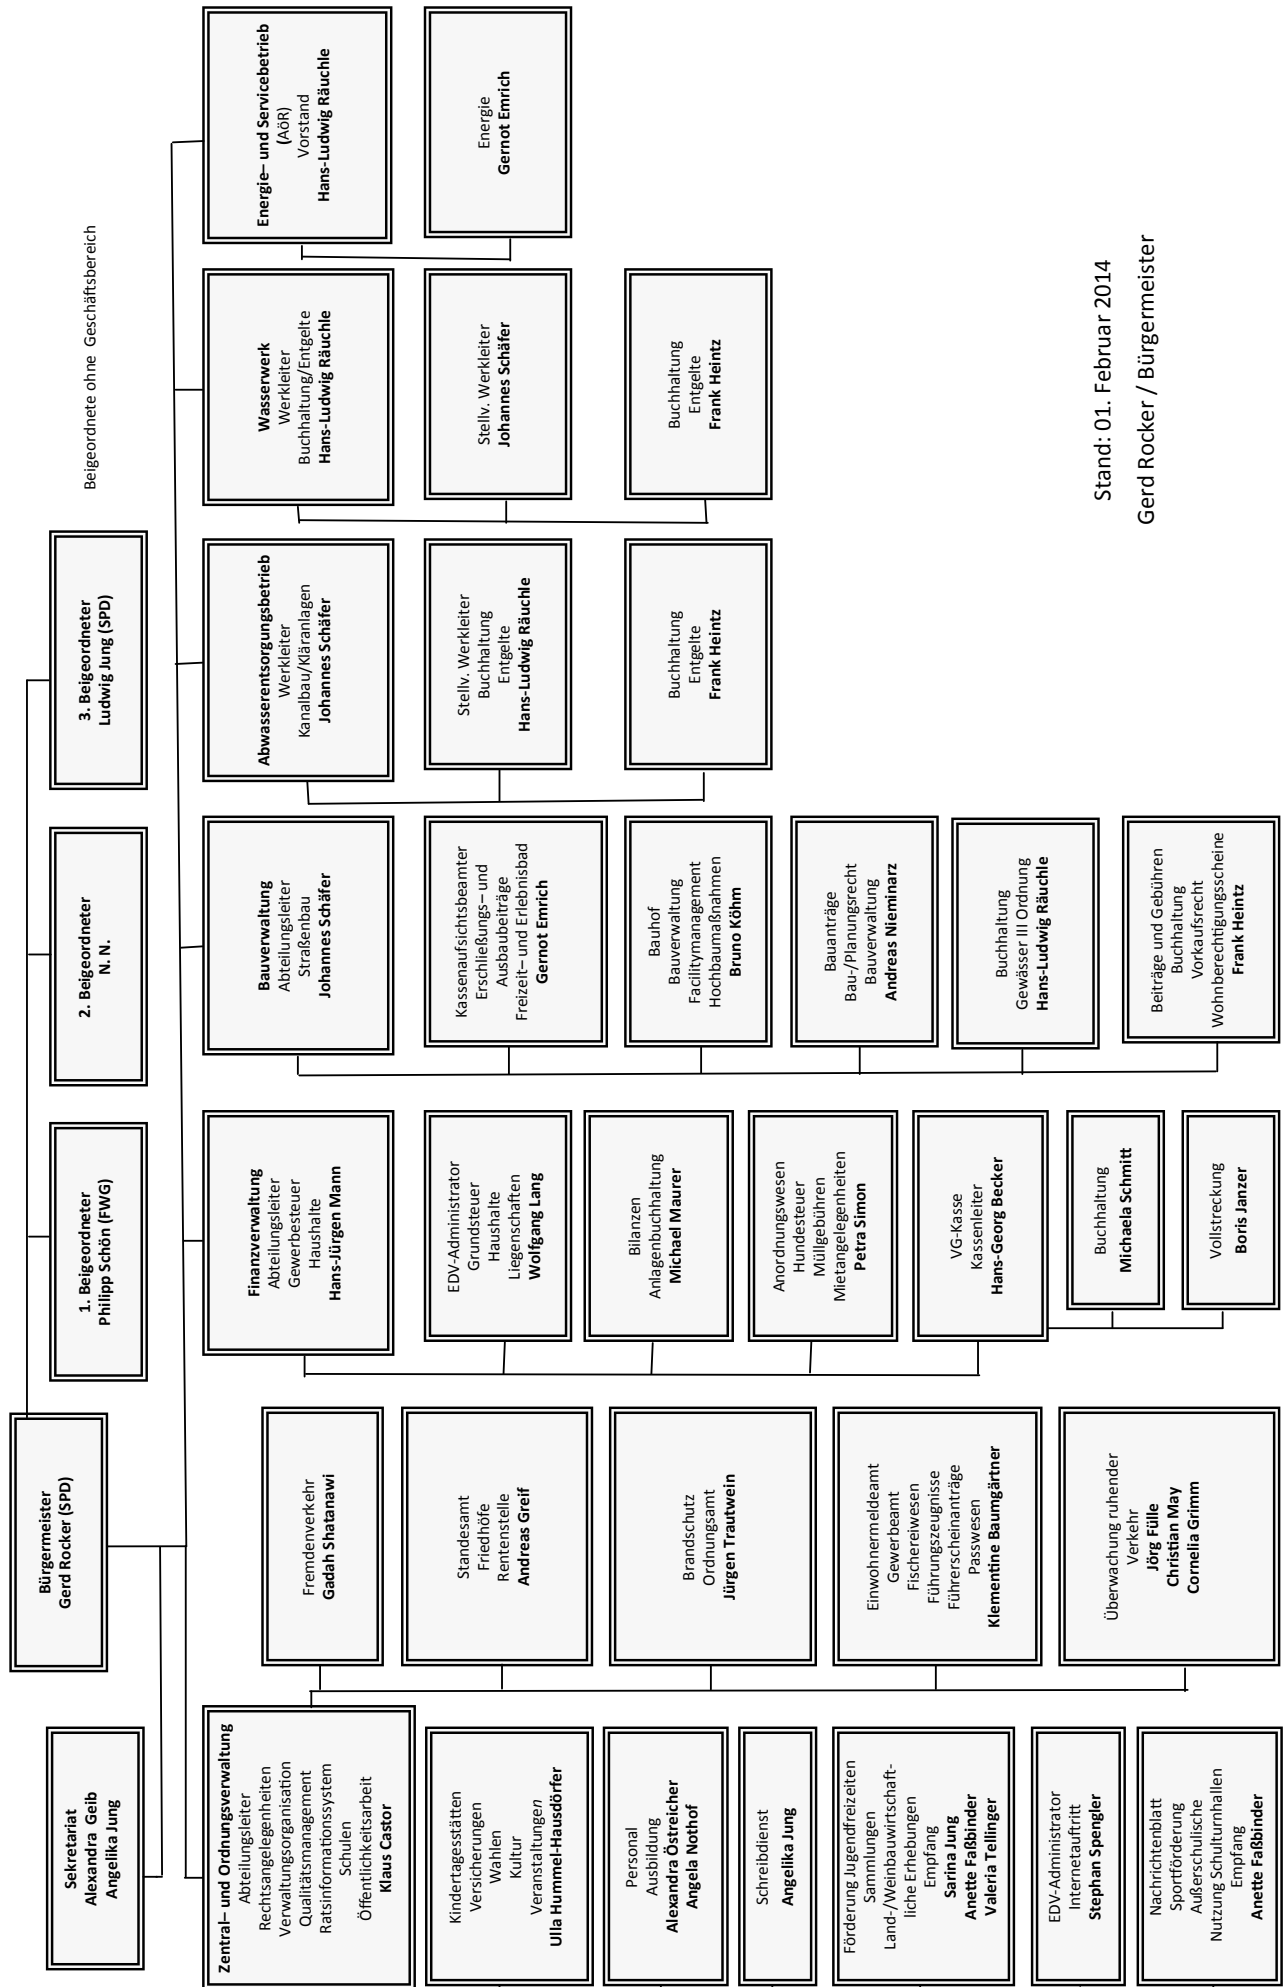 Bürgermeister
Gerd Rocker (SPD)
Sekretariat
Alexandra Geib
Angelika Jung
1. Beigeordneter
Philipp Schön (FWG)
2. Beigeordneter
N. N.
3. Beigeordneter
Ludwig Jung (SPD)
Beigeordnete ohne Geschäftsbereich
Zentral– und Ordnungsverwaltung
Abteilungsleiter
Rechtsangelegenheiten
Verwaltungsorganisation
Qualitätsmanagement
Ratsinformationssystem
Schulen
Öffentlichkeitsarbeit
Klaus Castor
Kindertagesstätten
Versicherungen
Wahlen
Kultur
Veranstaltungen
Ulla Hummel-Hausdörfer
Personal
Ausbildung
Alexandra Östreicher
Angela Nothof
Schreibdienst
Angelika Jung
Förderung Jugendfreizeiten
Sammlungen
Land-/Weinbauwirtschaft-
liche Erhebungen
Empfang
Sarina Jung
Anette Faßbinder
Valeria Tellinger
EDV-Administrator
Internetauftritt
Stephan Spengler
Nachrichtenblatt
Sportförderung
Außerschulische
Nutzung Schulturnhallen
Empfang
Anette Faßbinder
Fremdenverkehr
Gadah Shatanawi
Standesamt
Friedhöfe
Rentenstelle
Andreas Greif
Brandschutz
Ordnungsamt
Jürgen Trautwein
Einwohnermeldeamt
Gewerbeamt
Fischereiwesen
Führungszeugnisse
Führerscheinanträge
Passwesen
Klementine Baumgärtner
Überwachung ruhender
Verkehr
Jörg Fülle
Christian May
Cornelia Grimm
Finanzverwaltung
Abteilungsleiter
Gewerbesteuer
Haushalte
Hans-Jürgen Mann
EDV-Administrator
Grundsteuer
Haushalte
Liegenschaften
Wolfgang Lang
Bilanzen
Anlagenbuchhaltung
Michael Maurer
Anordnungswesen
Hundesteuer
Müllgebühren
Mietangelegenheiten
Petra Simon
VG-Kasse
Kassenleiter
Hans-Georg Becker
Buchhaltung
Michaela Schmitt
Vollstreckung
Boris Janzer
Bauverwaltung
Abteilungsleiter
Straßenbau
Johannes Schäfer
Kassenaufsichtsbeamter
Erschließungs– und
Ausbaubeiträge
Freizeit– und Erlebnisbad
Gernot Emrich
Bauhof
Bauverwaltung
Facilitymanagement
Hochbaumaßnahmen
Bruno Köhm
Bauanträge
Bau-/Planungsrecht
Bauverwaltung
Andreas Nieminarz
Buchhaltung
Gewässer III Ordnung
Hans-Ludwig Räuchle
Beiträge und Gebühren
Buchhaltung
Vorkaufsrecht
Wohnberechtigungsscheine
Frank Heintz
Abwasserentsorgungsbetrieb
Werkleiter
Kanalbau/Kläranlagen
Johannes Schäfer
Stellv. Werkleiter
Buchhaltung
Entgelte
Hans-Ludwig Räuchle
Buchhaltung
Entgelte
Frank Heintz
Wasserwerk
Werkleiter
Buchhaltung/Entgelte
Hans-Ludwig Räuchle
Stellv. Werkleiter
Johannes Schäfer
Buchhaltung
Entgelte
Frank Heintz
Energie– und Servicebetrieb
(AöR)
Vorstand
Hans-Ludwig Räuchle
Energie
Gernot Emrich
Stand: 01. Februar 2014
Gerd Rocker / Bürgermeister